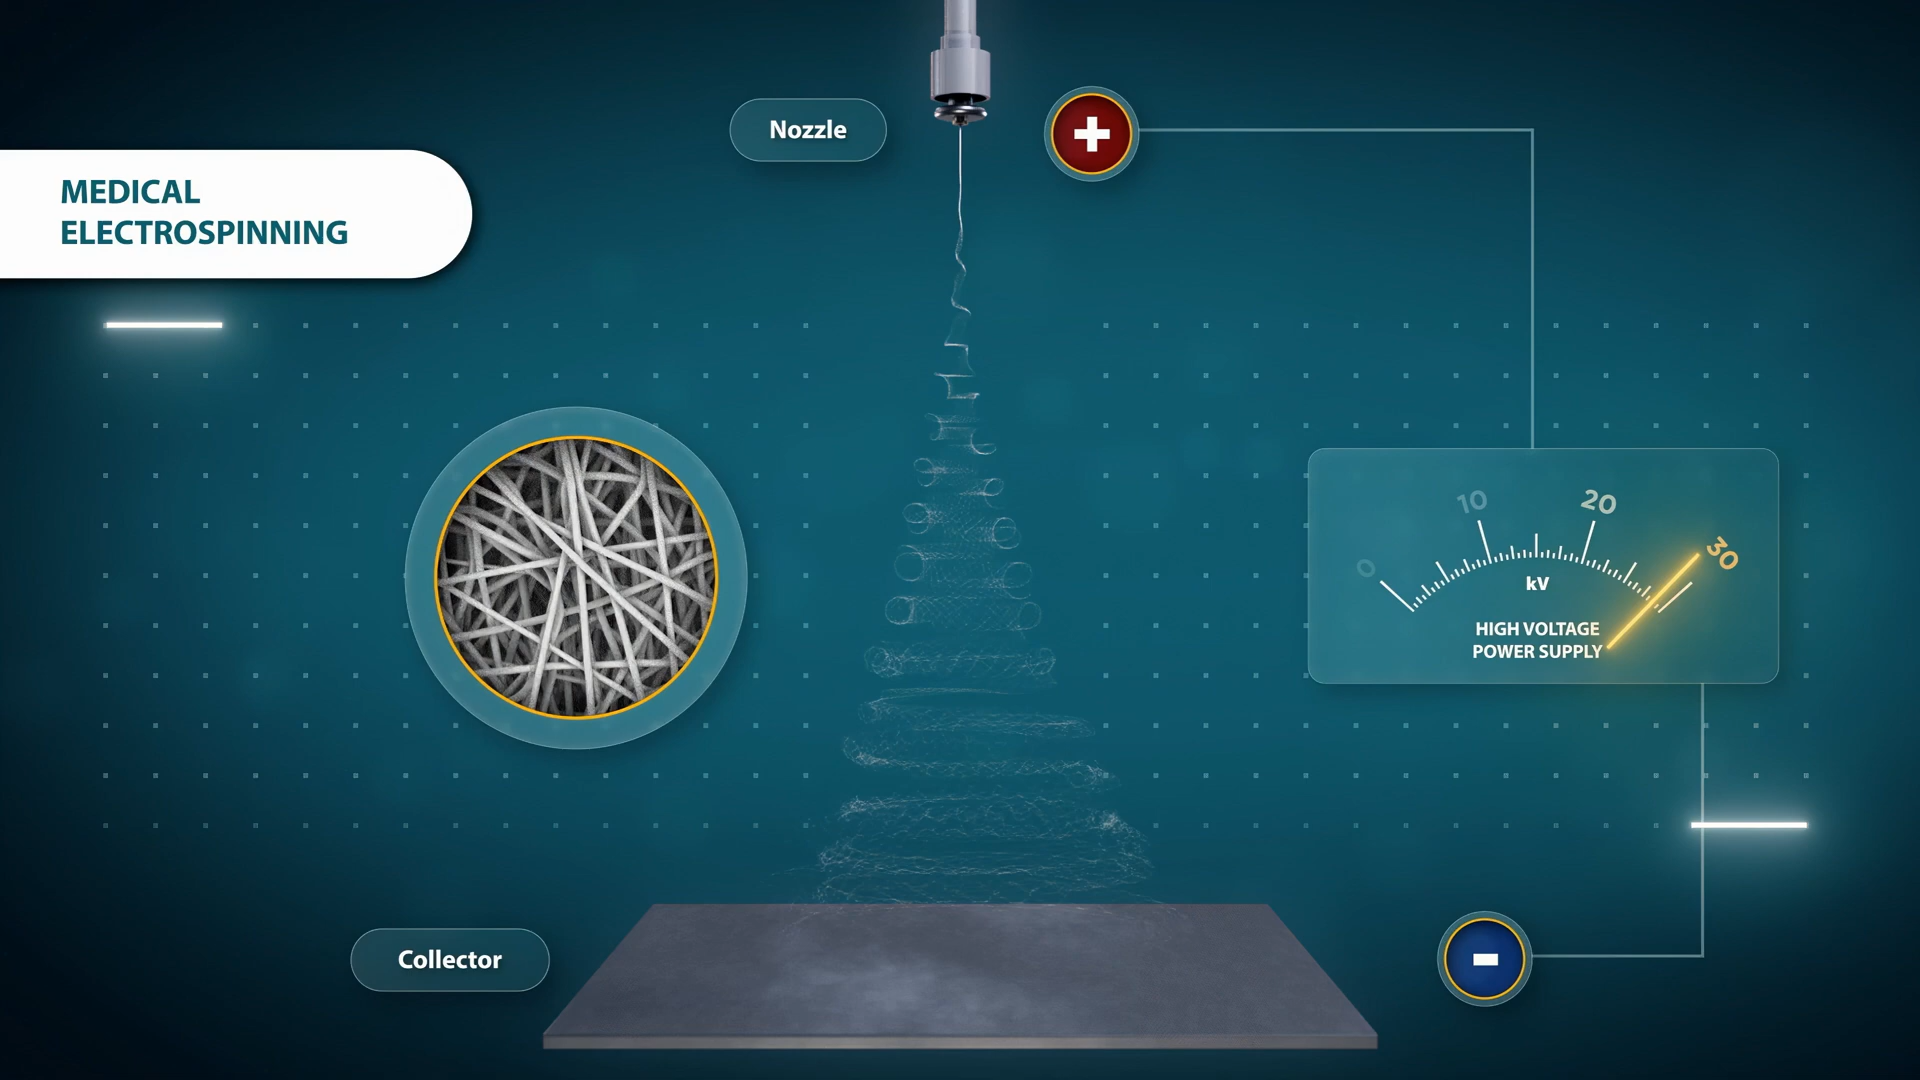 MEDICAL
ELECTROSPINNING
Nozzle
+
0
10
20
30
kV
HIGH VOLTAGE
POWER SUPPLY
Collector
-